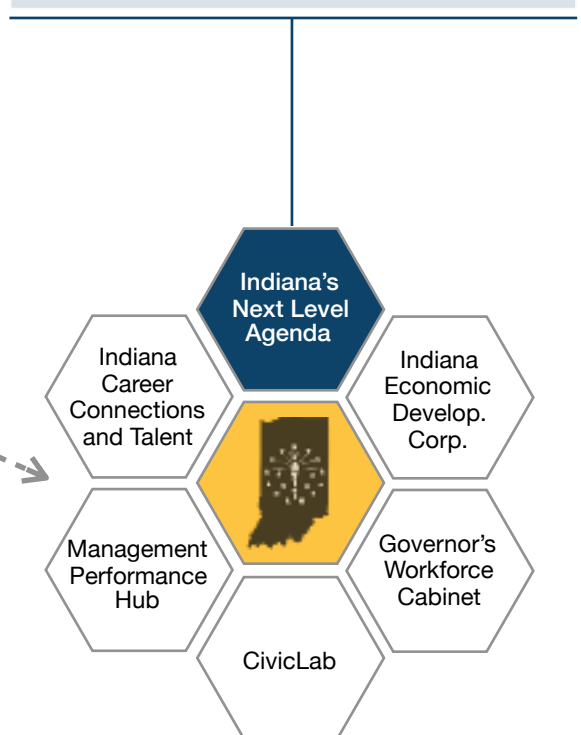 Indiana's
Next Level
Agenda
Indiana
Career
Connections
and Talent
Indiana
Economic
Develop.
Corp.
Management
Performance
Hub
Governor's
Workforce
Cabinet
CivicLab